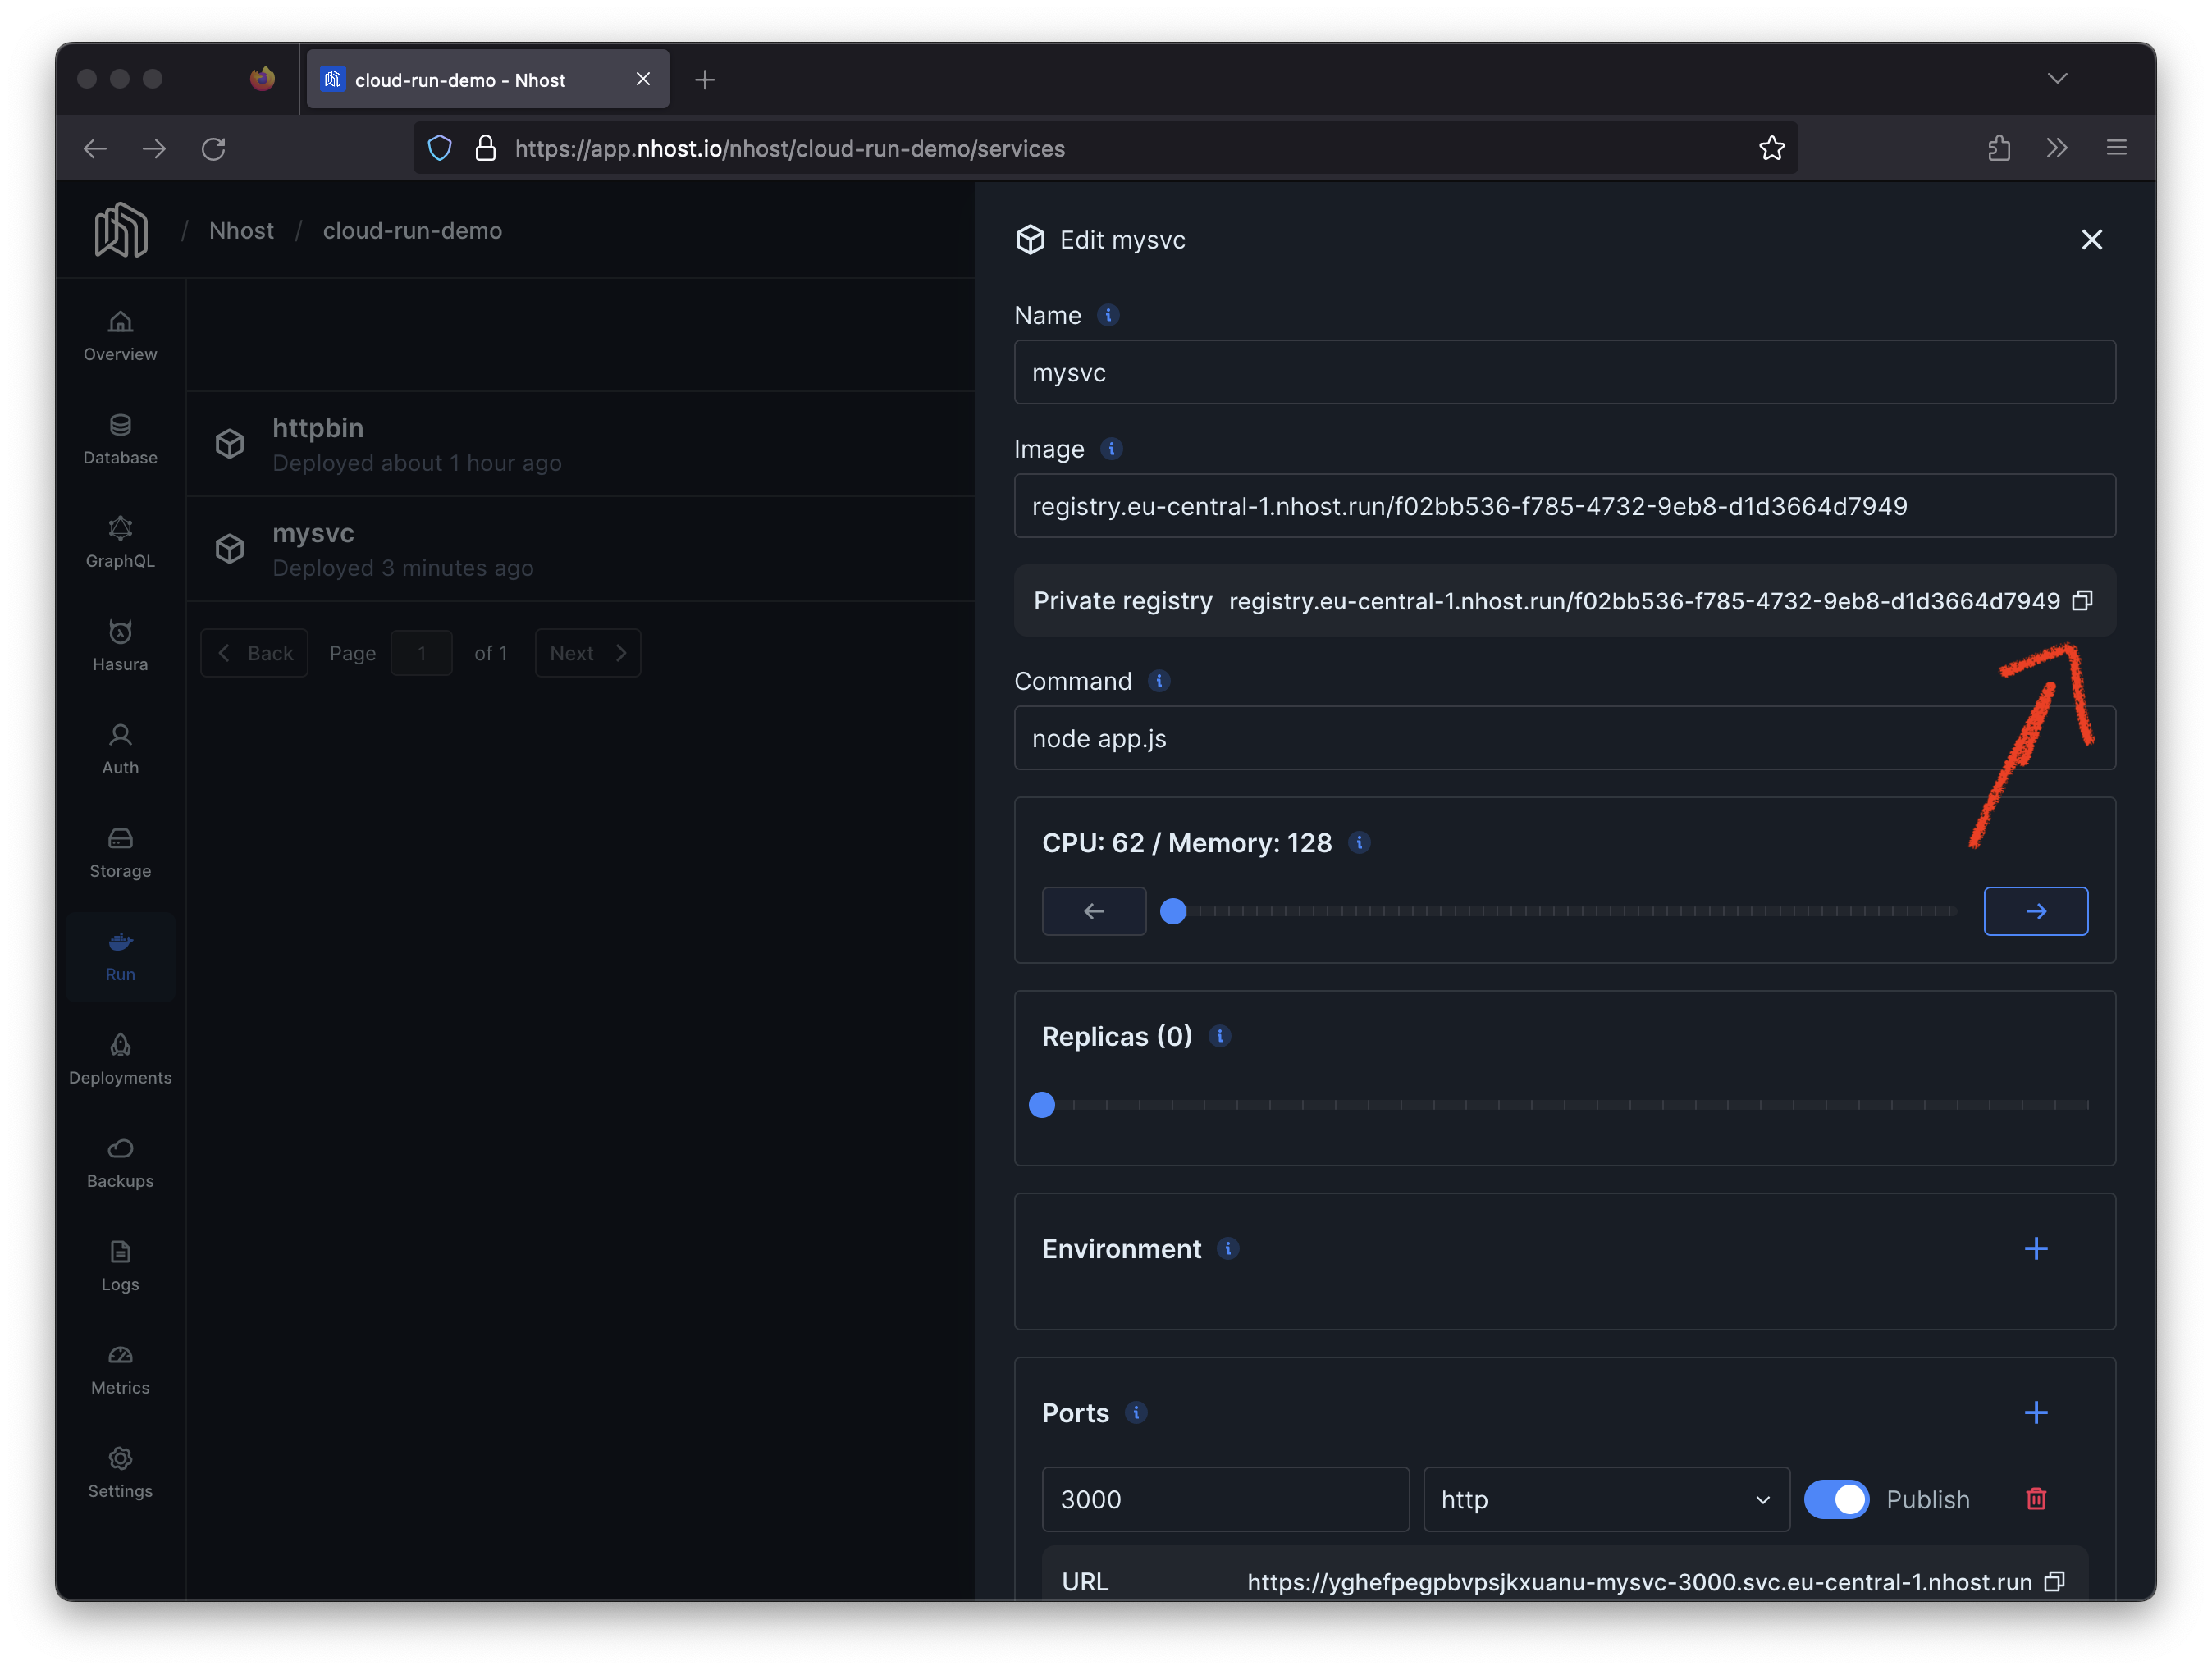 cloud-run-demo - Nhost
https://app.nhost.io/nhost/cloud-run-demo/services
/ Nhost / cloud-run-demo
Overview
Database
GraphQL
Hasura
Auth
Storage
Run
Deployments
Backups
Logs
Metrics
Settings
httpbin
Deployed about 1 hour ago
mysvc
Deployed 3 minutes ago
Back Page 1 of 1 Next
Edit mysvc
Name
mysvc
Image
registry.eu-central-1.nhost.run/f02bb536-f785-4732-9eb8-d1d3664d7949
Private registry registry.eu-central-1.nhost.run/f02bb536-f785-4732-9eb8-d1d3664d7949
Command
node app.js
CPU: 62 / Memory: 128
Replicas (0)
Environment
Ports
3000 http Publish
URL https://yghefpegpbvpsjkxuanu-mysvc-3000.svc.eu-central-1.nhost.run